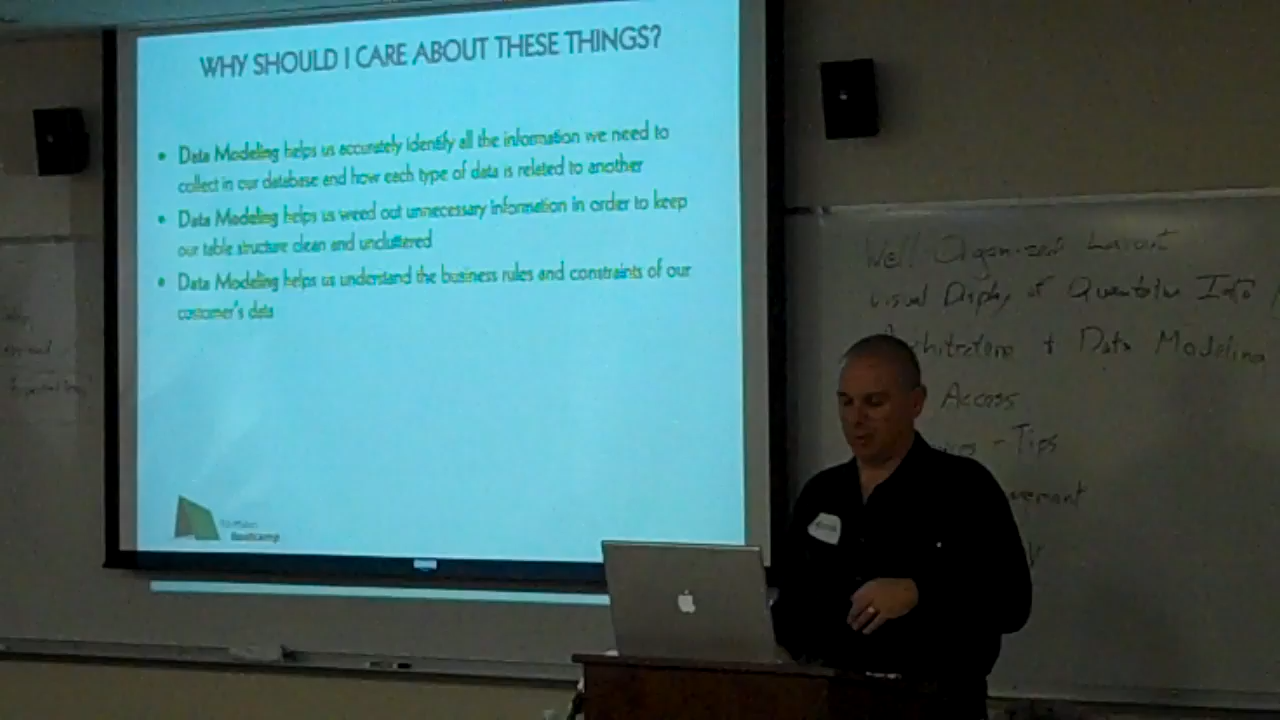 WHY SHOULD I CARE ABOUT THESE THINGS?
• Data Modeling helps us accurately identify all the information we need to
collect in our database and how each type of data is related to another
• Data Modeling helps us weed out unnecessary information in order to keep
our table structure clean and uncluttered
• Data Modeling helps us understand the business rules and constraints of our
customer's data
Bootcamp
Well Organized Layout
Visual Display of Info
+ Data Modeling
Access
- Tips